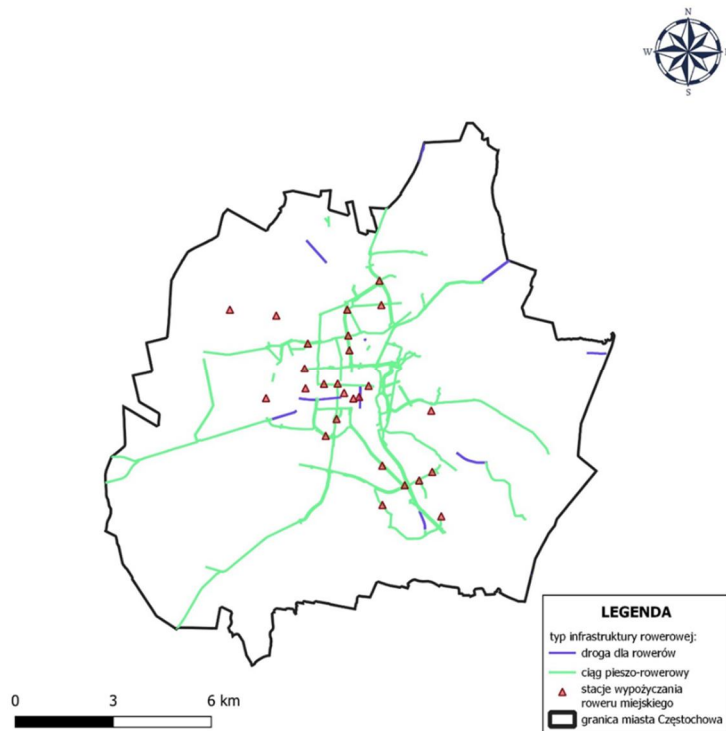 N
W
E
S
0 3 6 km
LEGENDA
typ infrastruktury rowerowej:
droga dla rowerów
ciąg pieszo-rowerowy
stacje wypożyczania
roweru miejskiego
granica miasta Częstochowa